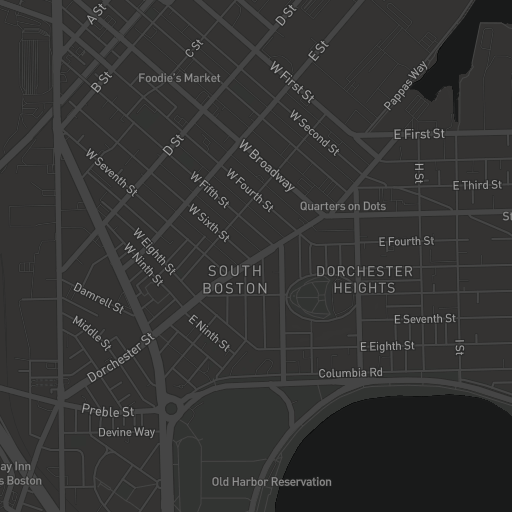 A St
D St
C St
E St
B St
Foodie's Market
W First St
Pappas Way
W Second St
E First St
D St
W Broadway
W Seventh St
H St
W Fifth St
W Fourth St
E Third St
Quarters on Dots
W Sixth St
St
E Fourth St
W Eighth St
W Ninth St
SOUTH
BOSTON
DORCHESTER
HEIGHTS
Damrell St
Middle St
E Ninth St
E Seventh St
Dorchester St
E Eighth St
I St
Columbia Rd
Preble St
Devine Way
ay Inn
s Boston
Old Harbor Reservation